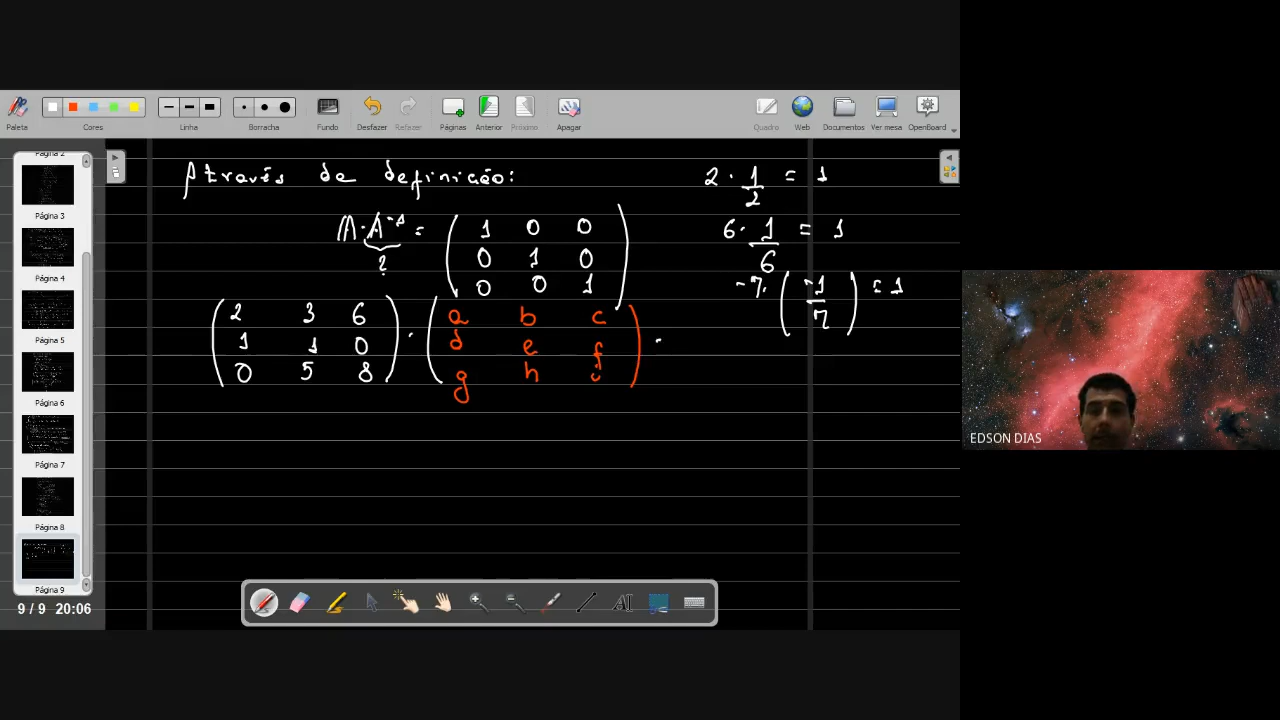 Paleta Cores Linha Borracha Fundo Desfazer Refazer Páginas Anterior Próximo Apagar Quadro Web Documentos Ver mesa OpenBoard
Página 2
Página 3
Página 4
Página 5
Página 6
Página 7
Página 8
Página 9
9 / 9 20:06
Através de definição:
A · A⁻¹ =
?
1 0 0
0 1 0
0 0 1
2 3 6
1 1 0
0 5 8
·
a b c
d e f
g h i
2 · 1/2 = 1
6 · 1/6 = 1
-7 · (-1/7) = 1
AI
EDSON DIAS